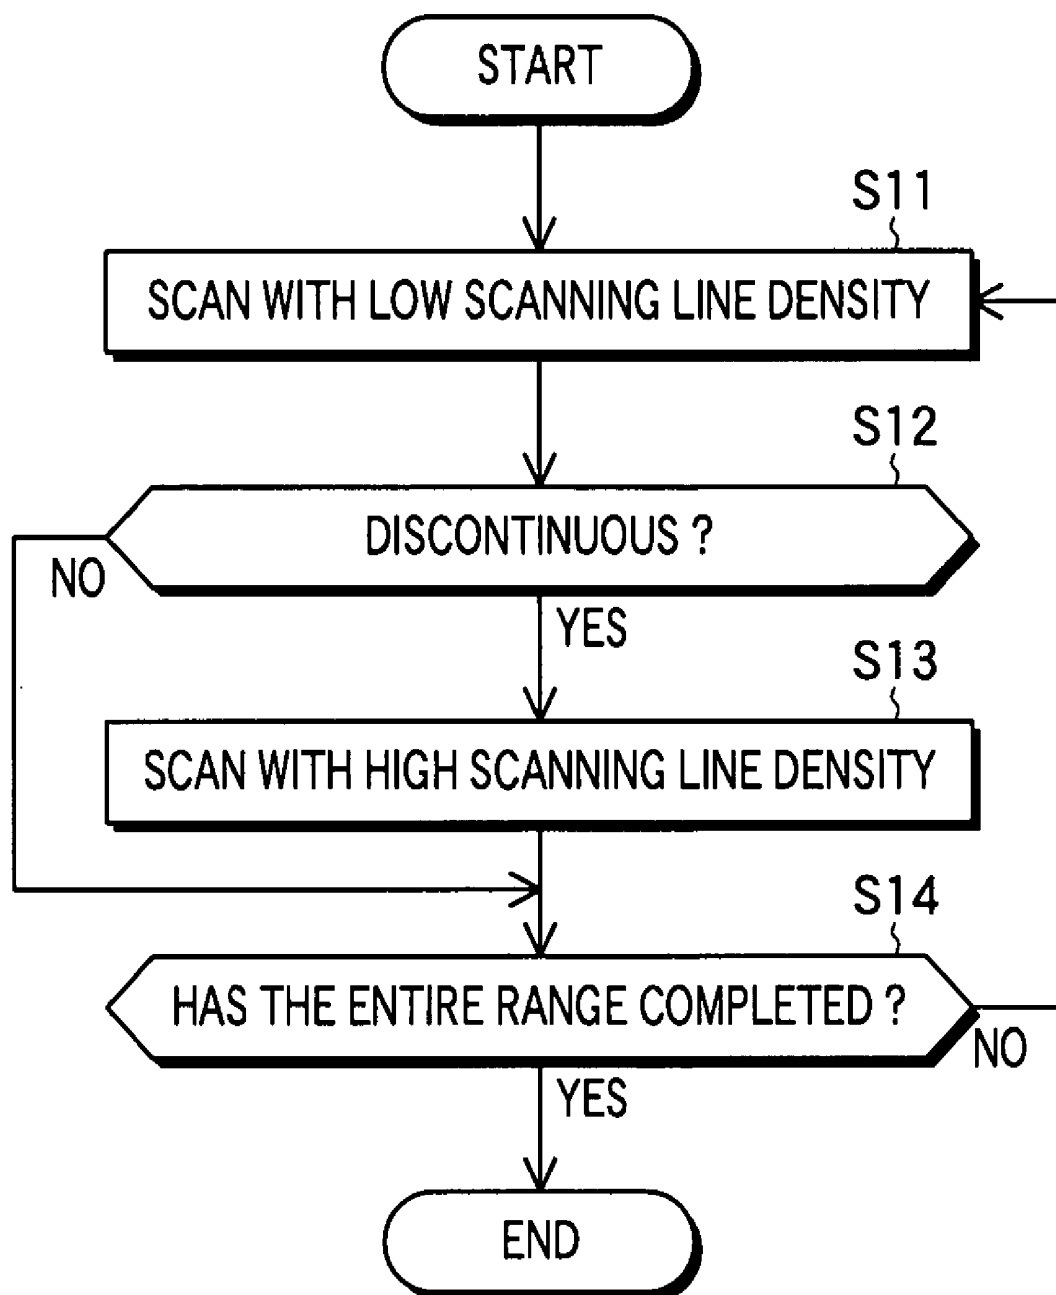 START
S11
SCAN WITH LOW SCANNING LINE DENSITY
S12
DISCONTINUOUS ?
NO
YES
S13
SCAN WITH HIGH SCANNING LINE DENSITY
S14
HAS THE ENTIRE RANGE COMPLETED ?
NO
YES
END